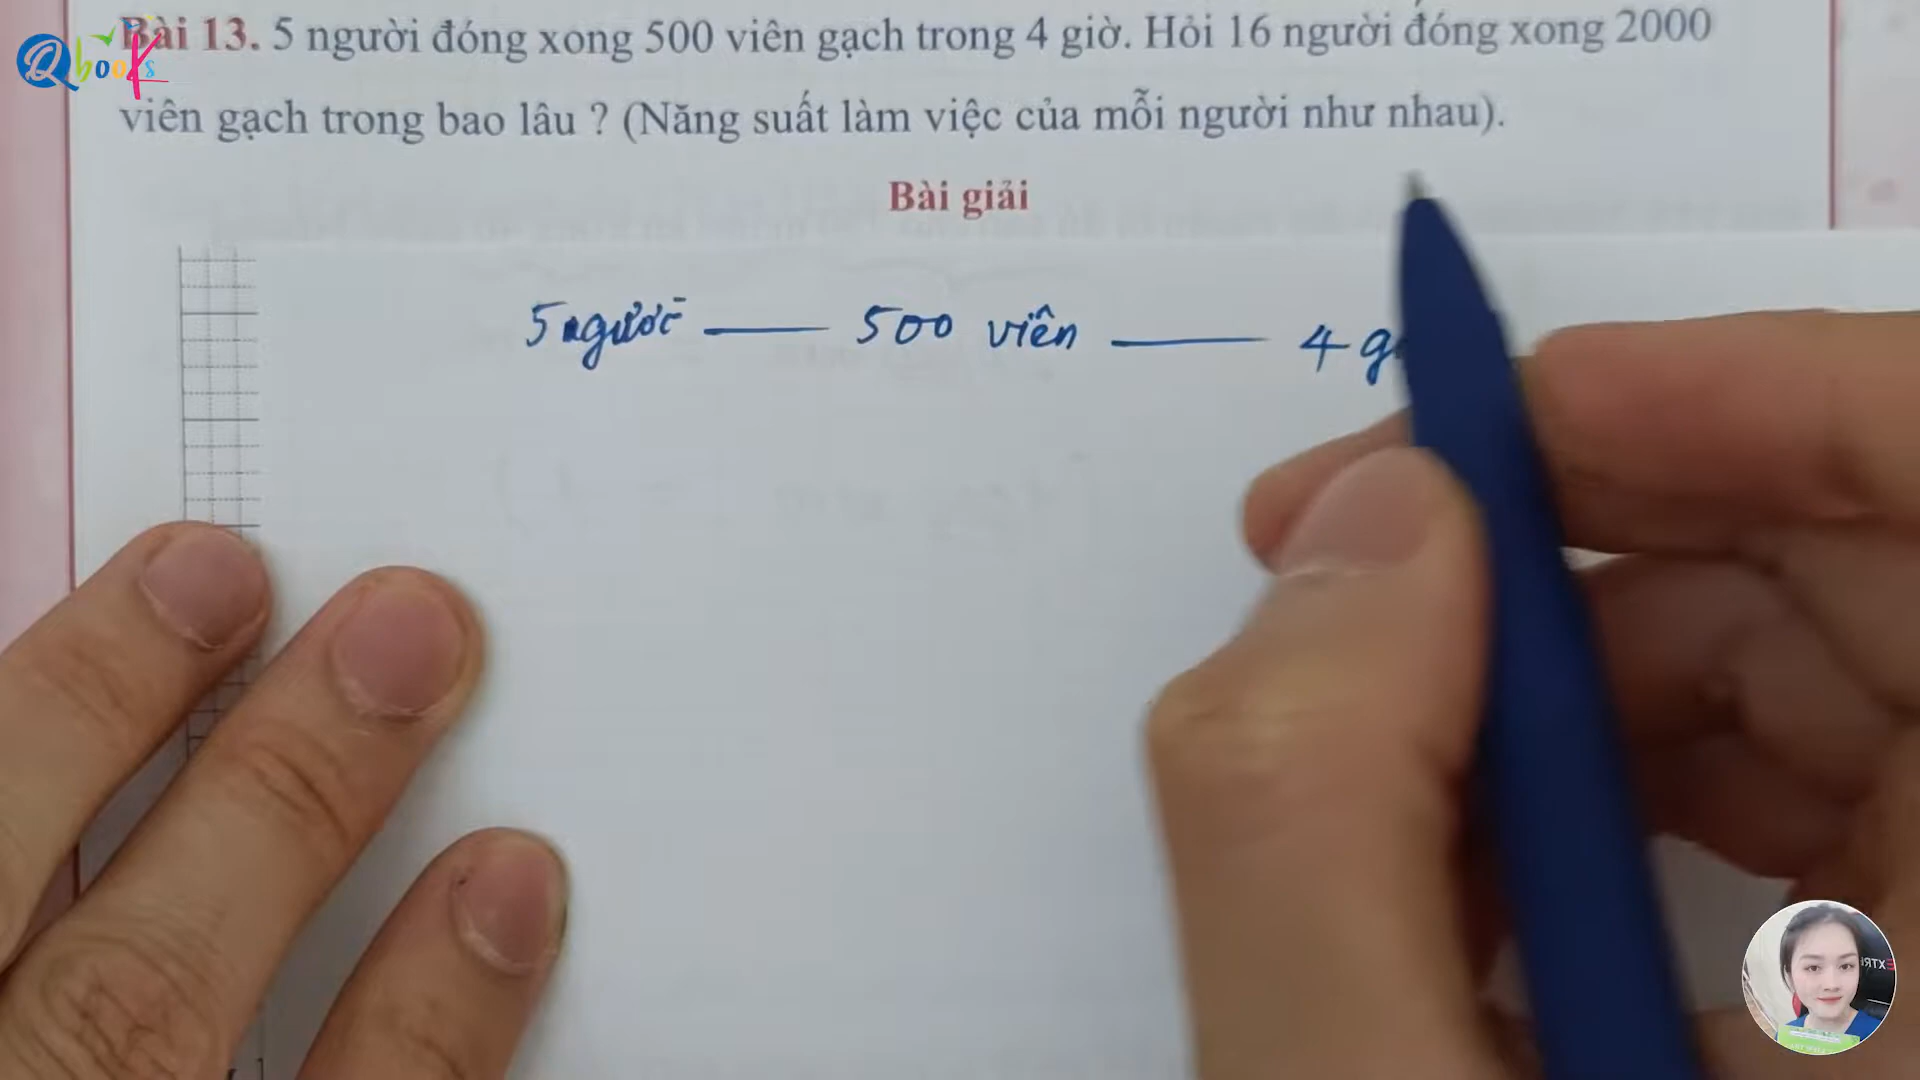 Qbooks
Bài 13. 5 người đóng xong 500 viên gạch trong 4 giờ. Hỏi 16 người đóng xong 2000
viên gạch trong bao lâu ? (Năng suất làm việc của mỗi người như nhau).
Bài giải
5 người — 500 viên — 4 g